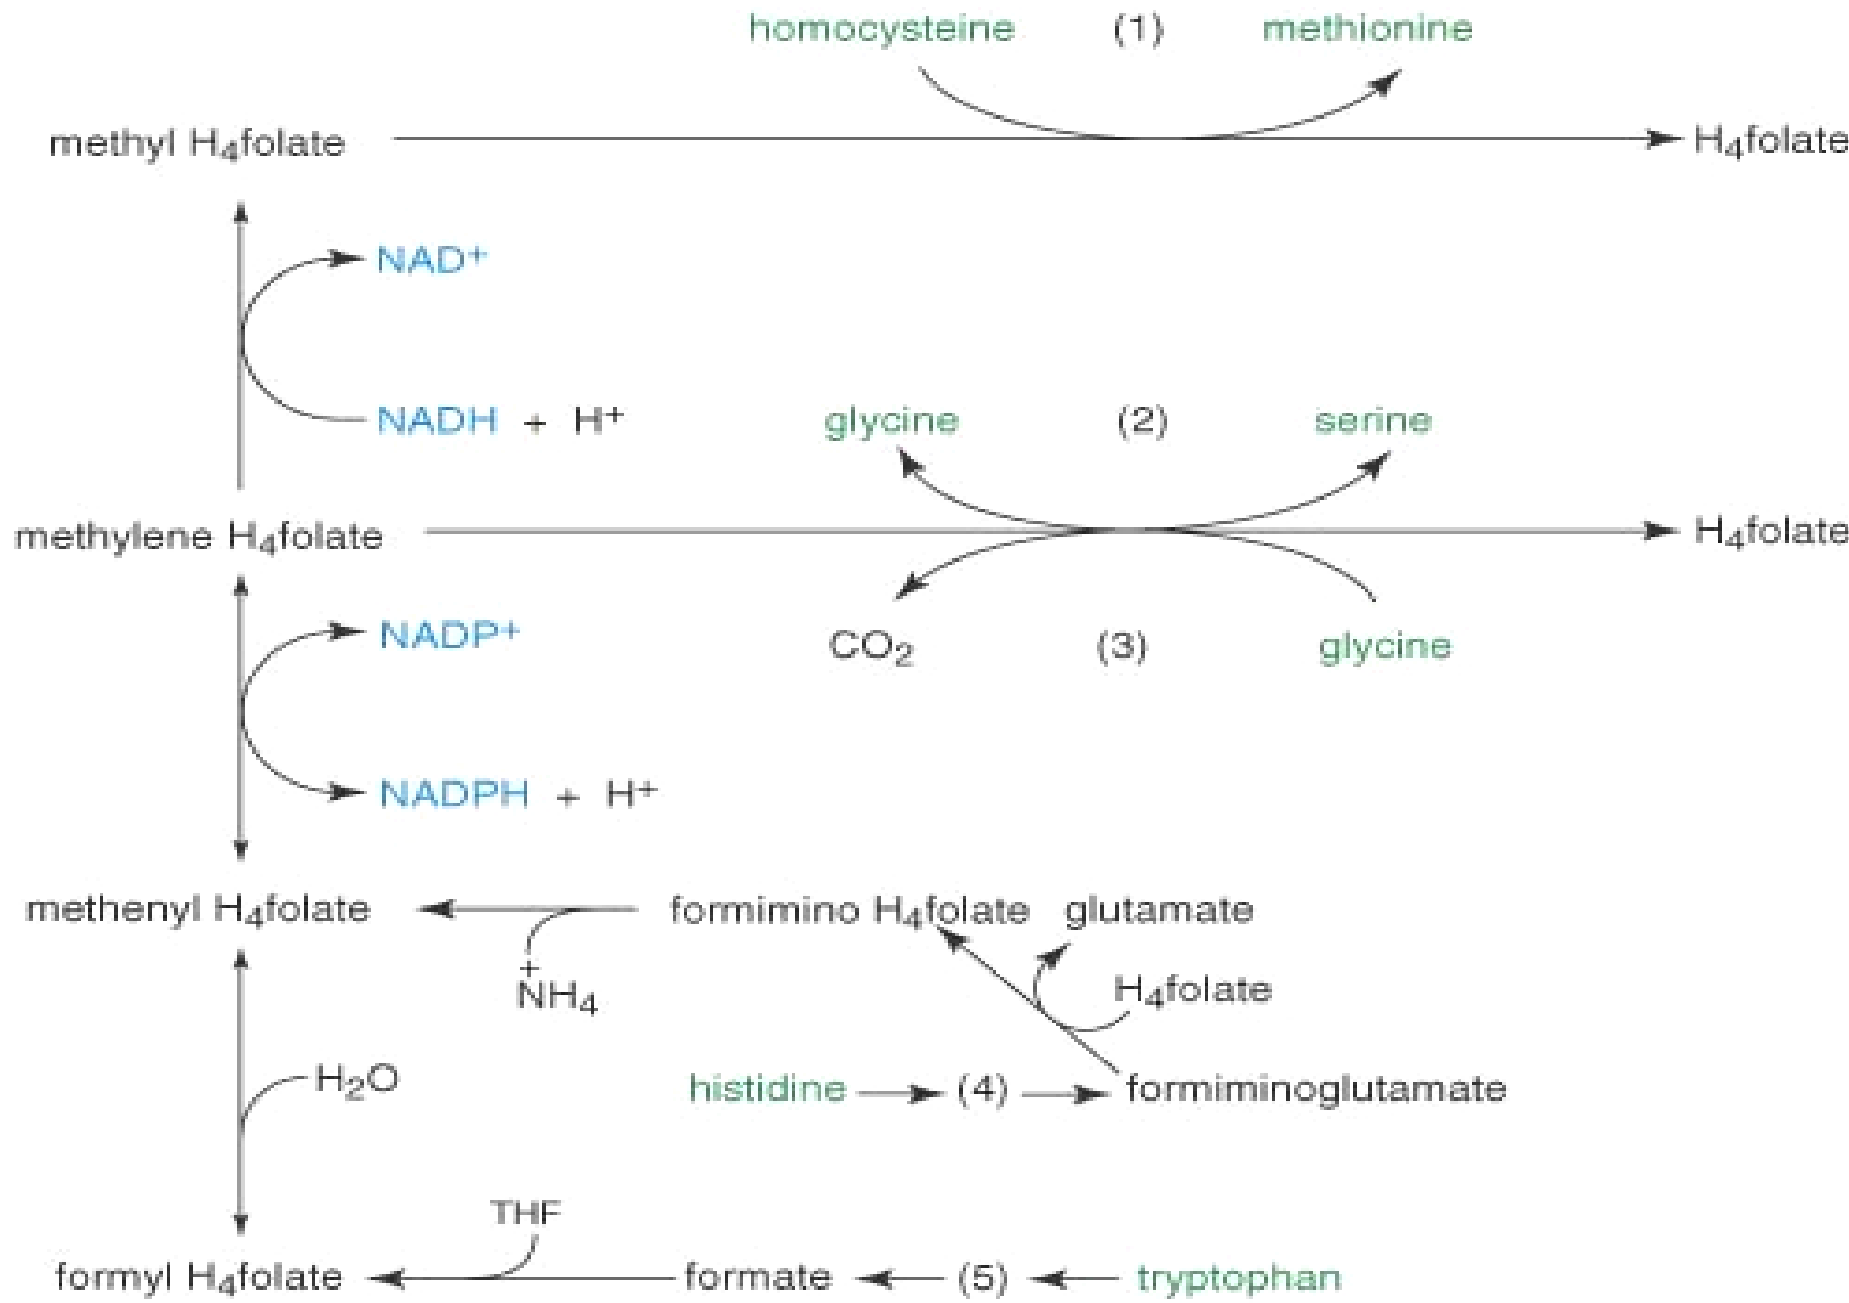 homocysteine (1) methionine
methyl H₄folate H₄folate
NAD⁺
NADH + H⁺ glycine (2) serine
methylene H₄folate H₄folate
NADP⁺ CO₂ (3) glycine
NADPH + H⁺
methenyl H₄folate formimino H₄folate glutamate
⁺NH₄ H₄folate
H₂O histidine (4) formiminoglutamate
THF
formyl H₄folate formate (5) tryptophan